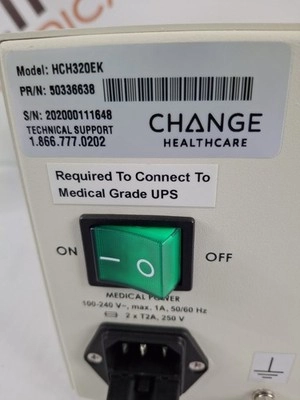 Model: HCH320EK
PR/N: 50336638
S/N: 202000111648
TECHNICAL SUPPORT
1.866.777.0202
CHANGE
HEALTHCARE
Required To Connect To
Medical Grade UPS
ON
I O
OFF
MEDICAL POWER
100-240 V~, max. 1A, 50/60 Hz
2 x T2A, 250 V